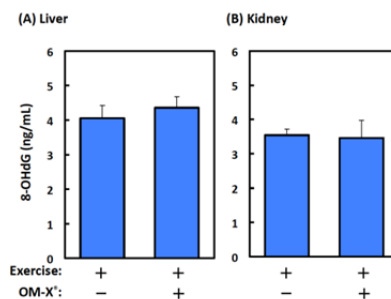 (A) Liver
(B) Kidney
8-OHdG (ng/mL)
6
5
4
3
2
1
0
6
5
4
3
2
1
0
Exercise: + + + +
OM-X®: − + − +